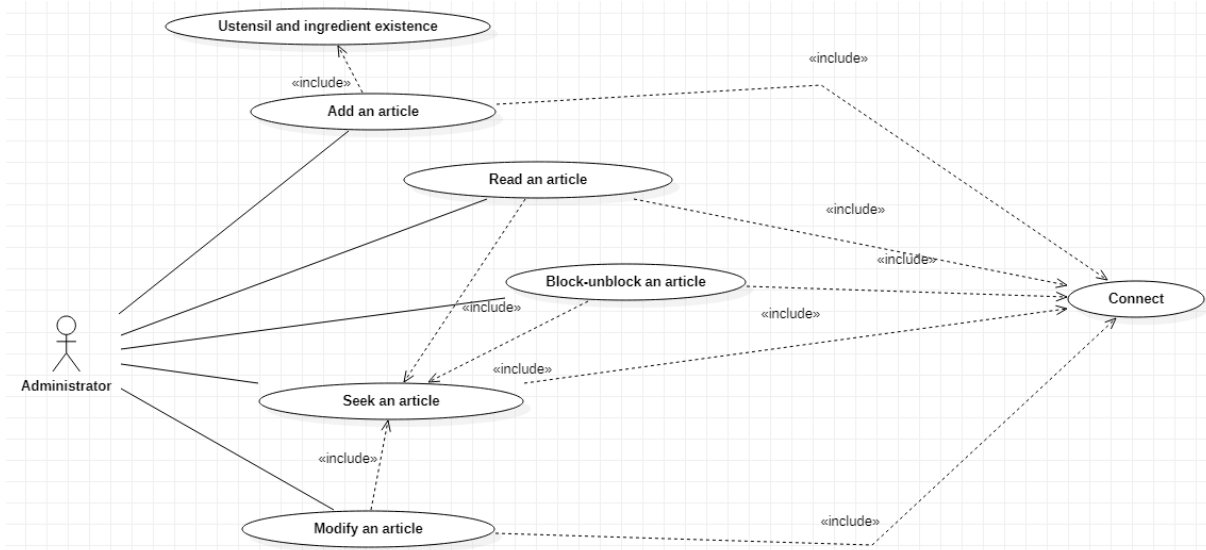 Ustensil and ingredient existence
«include»
«include»
Add an article
Read an article
«include»
«include»
Block-unblock an article
Connect
«include»
«include»
Administrator
«include»
Seek an article
«include»
«include»
Modify an article